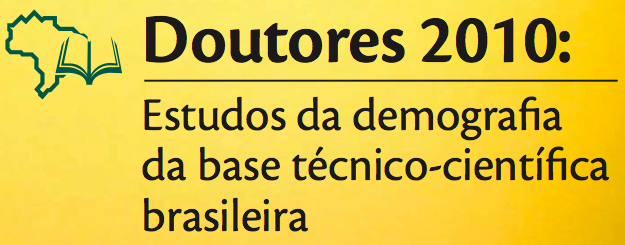 Doutores 2010:
Estudos da demografia
da base técnico-científica
brasileira